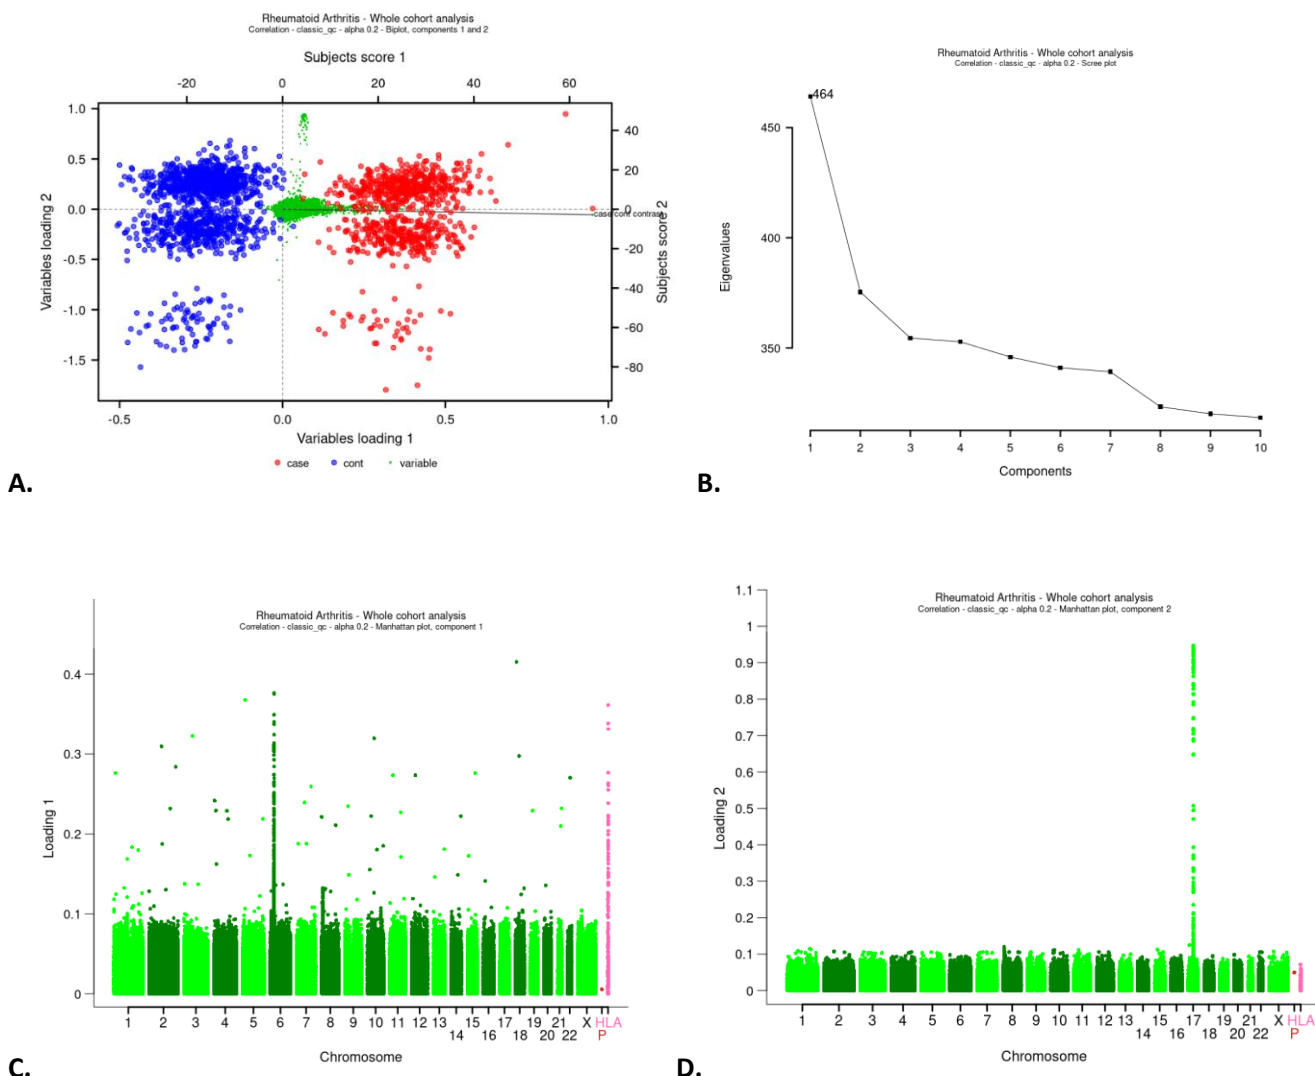 Rheumatoid Arthritis - Whole cohort analysis
Correlation - classic_qc - alpha 0.2 - Biplot, components 1 and 2
Subjects score 1
-20 0 20 40 60
1.0
0.5
0.0
-0.5
-1.0
-1.5
Variables loading 2
40
20
0
-20
-40
-60
-80
Subjects score 2
case cont contrast
-0.5 0.0 0.5 1.0
Variables loading 1
case cont variable
A.
Rheumatoid Arthritis - Whole cohort analysis
Correlation - classic_qc - alpha 0.2 - Scree plot
464
450
400
350
Eigenvalues
1 2 3 4 5 6 7 8 9 10
Components
B.
Rheumatoid Arthritis - Whole cohort analysis
Correlation - classic_qc - alpha 0.2 - Manhattan plot, component 1
0.4
0.3
0.2
0.1
0
Loading 1
1 2 3 4 5 6 7 8 9 10 11 12 13 15 17 19 21 X HLA
14 16 18 20 22 P
Chromosome
C.
Rheumatoid Arthritis - Whole cohort analysis
Correlation - classic_qc - alpha 0.2 - Manhattan plot, component 2
1.1
1
0.9
0.8
0.7
0.6
0.5
0.4
0.3
0.2
0.1
0
Loading 2
1 2 3 4 5 6 7 8 9 10 11 12 13 15 17 19 21 X HLA
14 16 18 20 22 P
Chromosome
D.